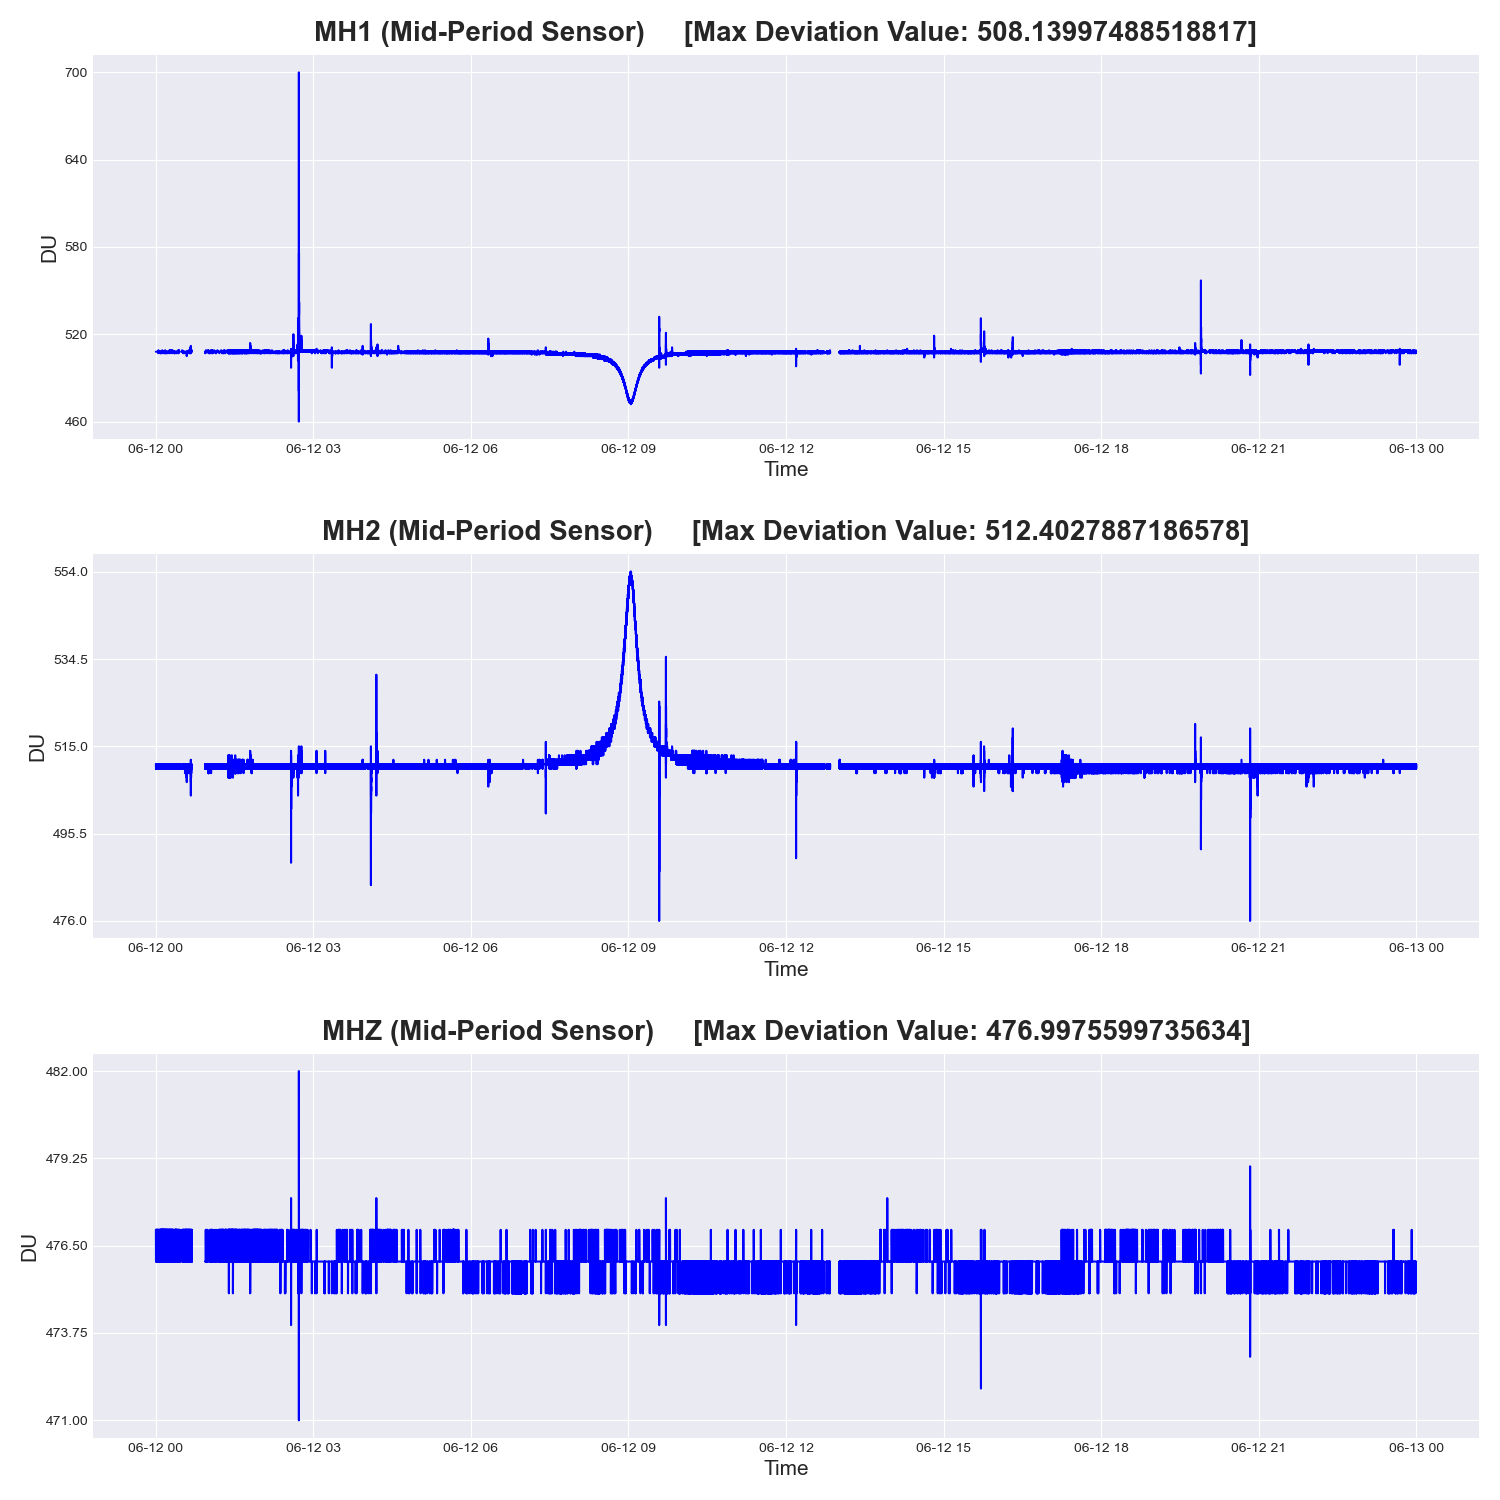 MH1 (Mid-Period Sensor) [Max Deviation Value: 508.13997488518817]
700
640
580
520
460
DU
06-12 00 06-12 03 06-12 06 06-12 09 06-12 12 06-12 15 06-12 18 06-12 21 06-13 00
Time
MH2 (Mid-Period Sensor) [Max Deviation Value: 512.4027887186578]
554.0
534.5
515.0
495.5
476.0
DU
06-12 00 06-12 03 06-12 06 06-12 09 06-12 12 06-12 15 06-12 18 06-12 21 06-13 00
Time
MHZ (Mid-Period Sensor) [Max Deviation Value: 476.9975599735634]
482.00
479.25
476.50
473.75
471.00
DU
06-12 00 06-12 03 06-12 06 06-12 09 06-12 12 06-12 15 06-12 18 06-12 21 06-13 00
Time